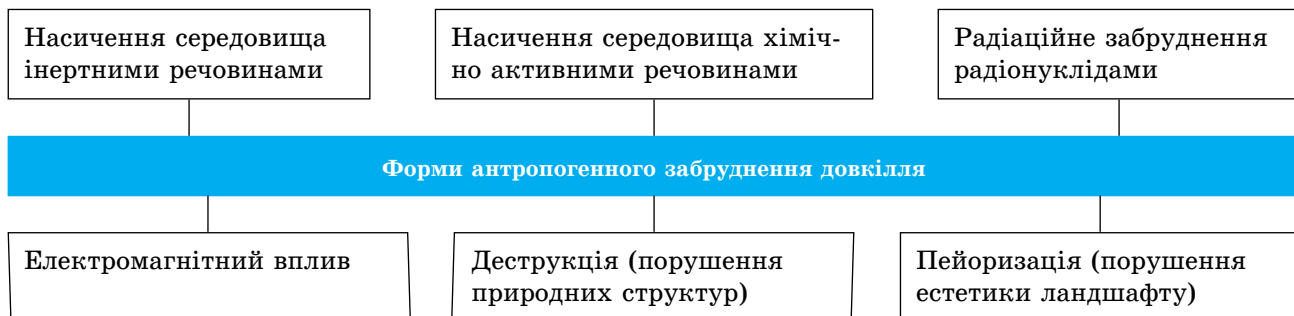 Насичення середовища
інертними речовинами
Насичення середовища хіміч-
но активними речовинами
Радіаційне забруднення
радіонуклідами
Форми антропогенного забруднення довкілля
Електромагнітний вплив
Деструкція (порушення
природних структур)
Пейоризація (порушення
естетики ландшафту)